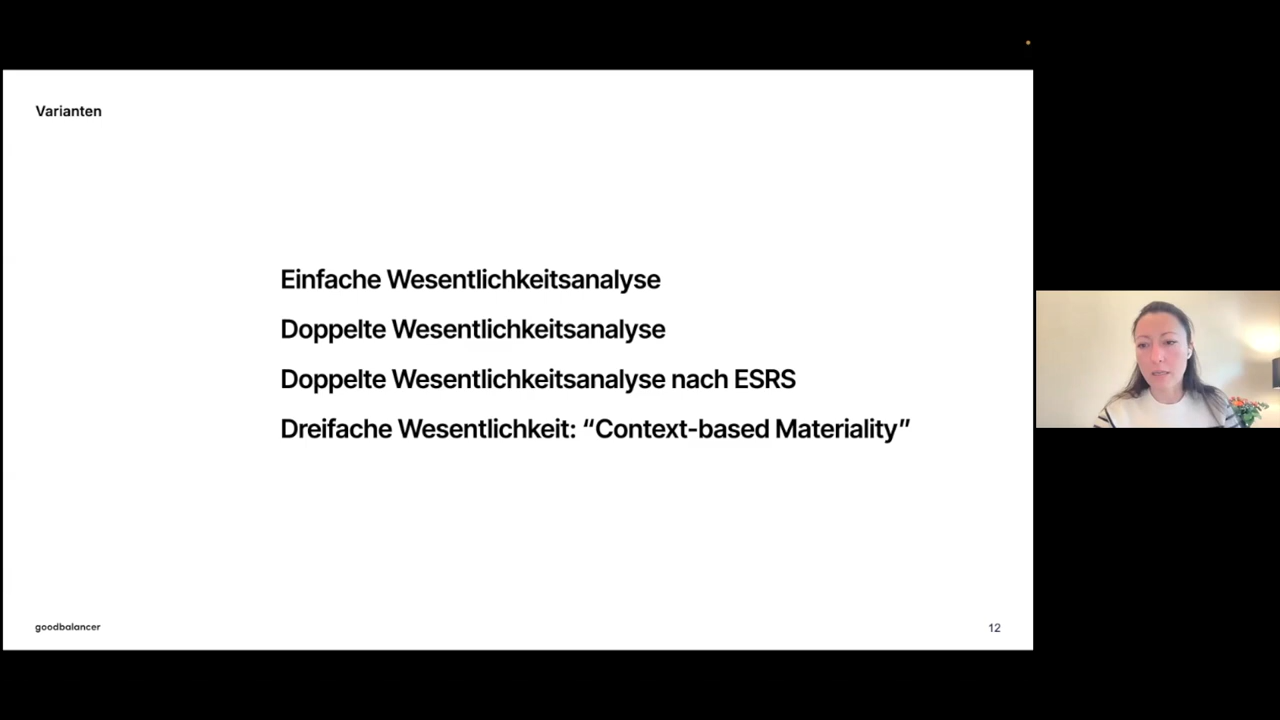 Varianten
Einfache Wesentlichkeitsanalyse
Doppelte Wesentlichkeitsanalyse
Doppelte Wesentlichkeitsanalyse nach ESRS
Dreifache Wesentlichkeit: “Context-based Materiality”
goodbalancer
12